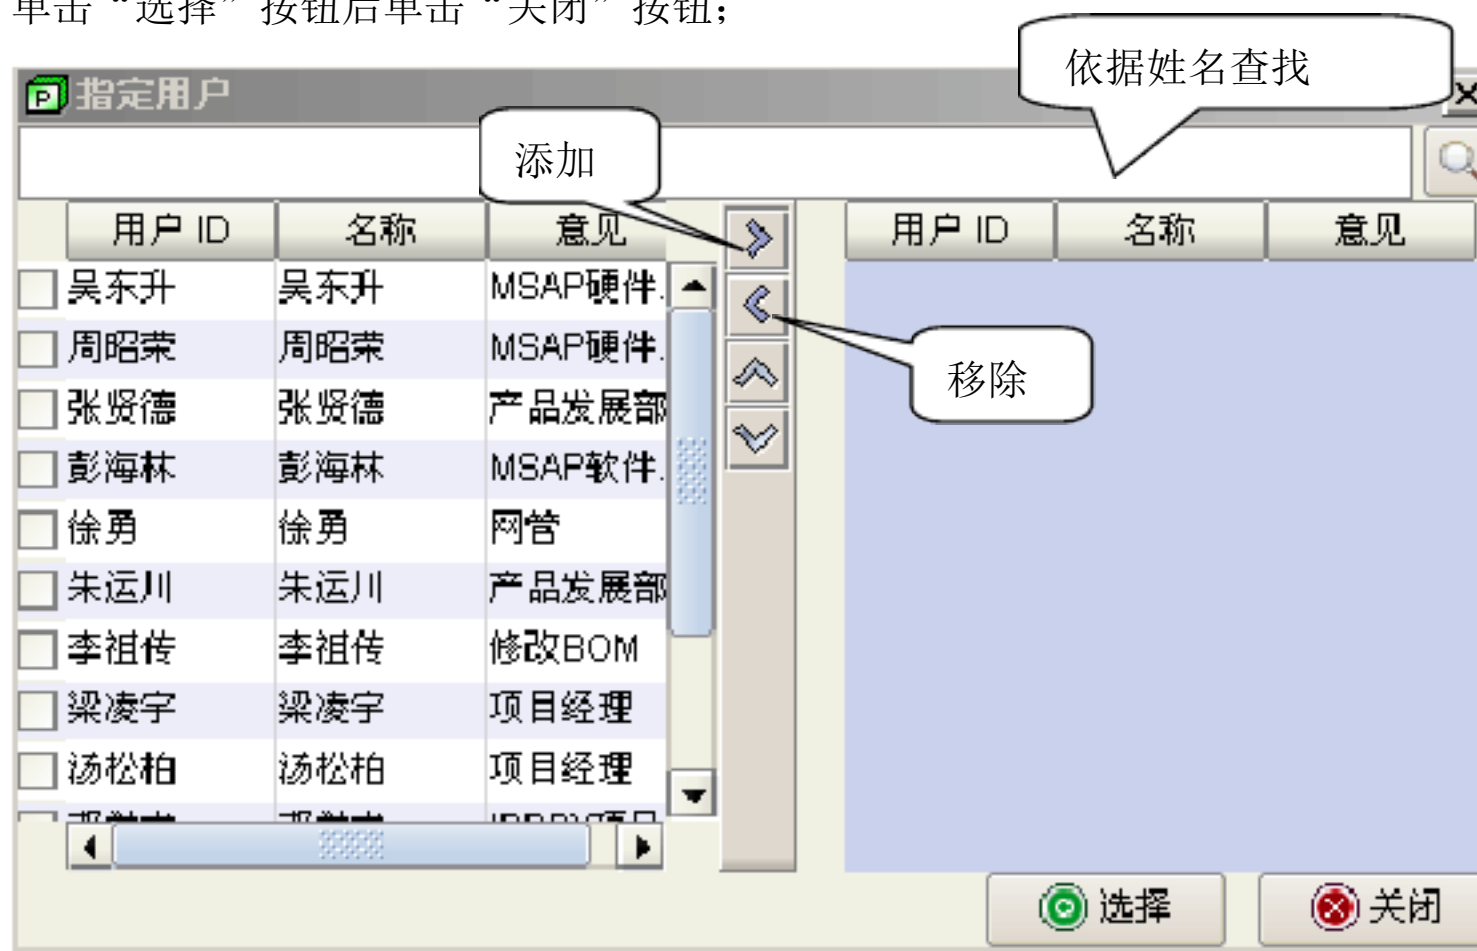 单击“选择”按钮后单击“关闭”按钮；
依据姓名查找
指定用户
添加
用户 ID 名称 意见 用户 ID 名称 意见
吴东升 吴东升 MSAP硬件.
周昭荣 周昭荣 MSAP硬件.
移除
张贤德 张贤德 产品发展部
彭海林 彭海林 MSAP软件.
徐勇 徐勇 网管
朱运川 朱运川 产品发展部
李祖传 李祖传 修改BOM
梁凌宇 梁凌宇 项目经理
汤松柏 汤松柏 项目经理
选择 关闭